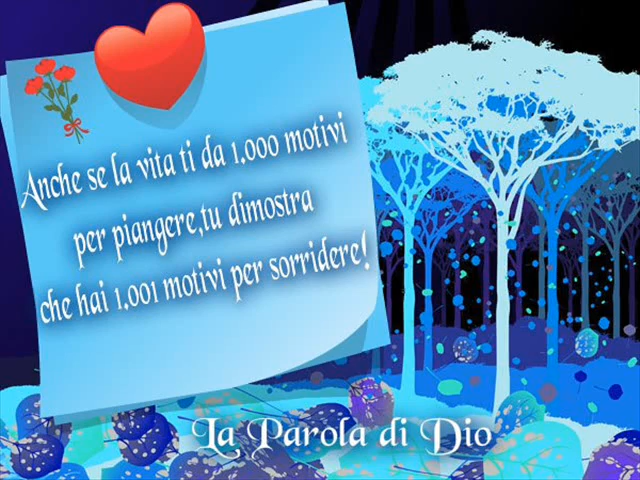 Anche se la vita ti da 1,000 motivi
per piangere,tu dimostra
che hai 1,001 motivi per sorridere!
La Parola di Dio